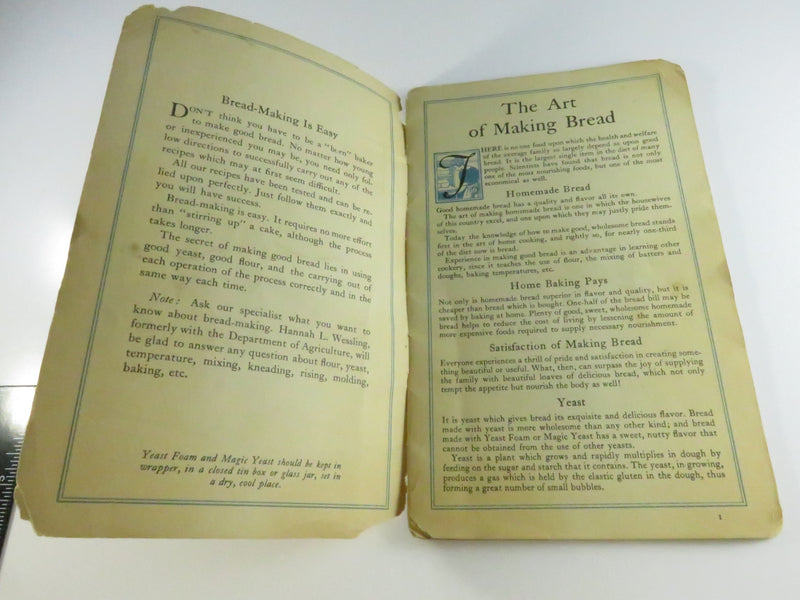 Bread-Making Is Easy
DON'T think you have to be a "born" baker
to make good bread. No matter how young
or inexperienced you may be, you need only fol-
low directions to successfully carry out any of the
recipes which may at first seem difficult.
All our recipes have been tested and can be re-
lied upon perfectly. Just follow them exactly and
you will have success.
Bread-making is easy. It requires no more effort
than "stirring up" a cake, although the process
takes longer.
The secret of making good bread lies in using
good yeast, good flour, and the carrying out of
each operation of the process correctly and in the
same way each time.
Note: Ask our specialist what you want to
know about bread-making. Hannah L. Wessling,
formerly with the Department of Agriculture, will
be glad to answer any question about flour, yeast,
temperature, mixing, kneading, rising, molding,
baking, etc.
Yeast Foam and Magic Yeast should be kept in
wrapper, in a closed tin box or glass jar, set in
a dry, cool place.
The Art
of Making Bread
THERE is no one food upon which the health and welfare
of the average family so largely depend as upon good
bread. It is the largest single item in the diet of many
people. Scientists have found that bread is not only
one of the most nourishing foods, but one of the most
economical as well.
Homemade Bread
Good homemade bread has a quality and flavor all its own.
The art of making homemade bread is one in which the housewives
of this country excel, and one upon which they may justly pride them-
selves.
Today the knowledge of how to make good, wholesome bread stands
first in the art of home cooking, and rightly so, for nearly one-third
of the diet now is bread.
Experience in making good bread is an advantage in learning other
cookery, since it teaches the use of flour, the mixing of batters and
doughs, baking temperatures, etc.
Home Baking Pays
Not only is homemade bread superior in flavor and quality, but it is
cheaper than bread which is bought. One-half of the bread bill may be
saved by baking at home. Plenty of good, sweet, wholesome homemade
bread helps to reduce the cost of living by lessening the amount of
more expensive foods required to supply necessary nourishment.
Satisfaction of Making Bread
Everyone experiences a thrill of pride and satisfaction in creating some-
thing beautiful or useful. What, then, can surpass the joy of supplying
the family with beautiful loaves of delicious bread, which not only
tempt the appetite but nourish the body as well!
Yeast
It is yeast which gives bread its exquisite and delicious flavor. Bread
made with yeast is more wholesome than any other kind; and bread
made with Yeast Foam or Magic Yeast has a sweet, nutty flavor that
cannot be obtained from the use of other yeasts.
Yeast is a plant which grows and rapidly multiplies in dough by
feeding on the sugar and starch that it contains. The yeast, in growing,
produces a gas which is held by the elastic gluten in the dough, thus
forming a great number of small bubbles.
1